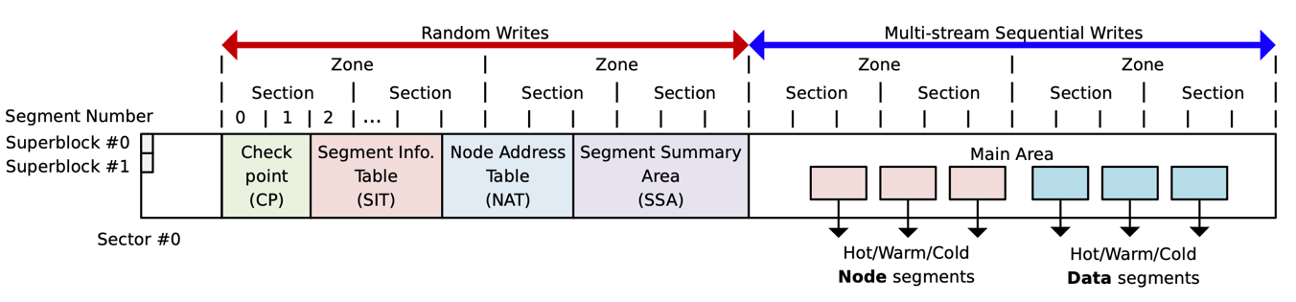 Random Writes
Multi-stream Sequential Writes
Zone Zone Zone Zone
Section Section Section Section Section Section Section Section
Segment Number 0 1 2 ...
Superblock #0
Superblock #1
Check
point
(CP)
Segment Info.
Table
(SIT)
Node Address
Table
(NAT)
Segment Summary
Area
(SSA)
Main Area
Sector #0
Hot/Warm/Cold
Node segments
Hot/Warm/Cold
Data segments